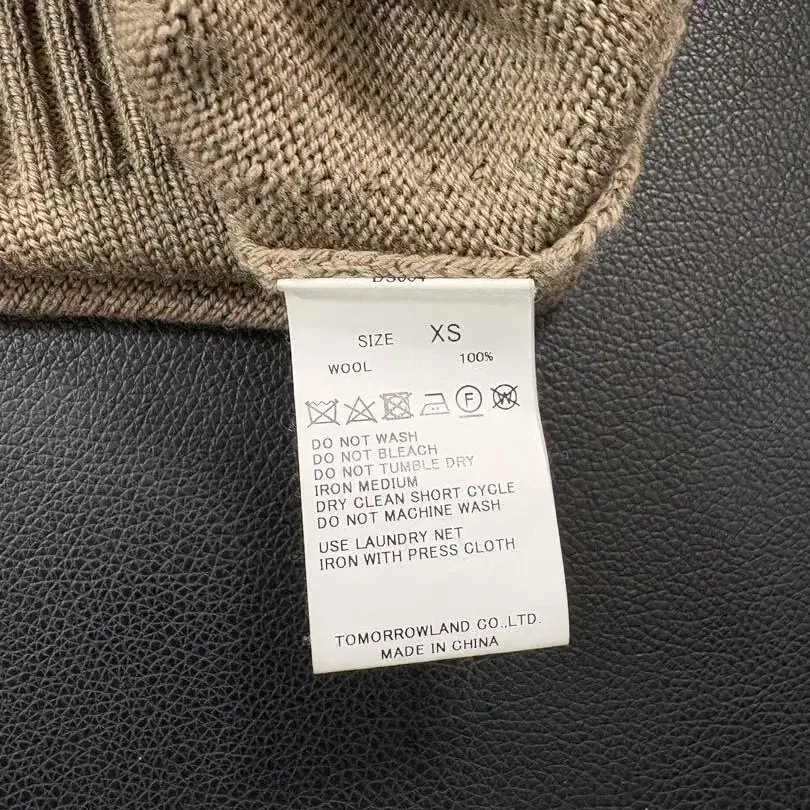 SIZE XS
WOOL 100%
F W
DO NOT WASH
DO NOT BLEACH
DO NOT TUMBLE DRY
IRON MEDIUM
DRY CLEAN SHORT CYCLE
DO NOT MACHINE WASH
USE LAUNDRY NET
IRON WITH PRESS CLOTH
TOMORROWLAND CO.,LTD.
MADE IN CHINA